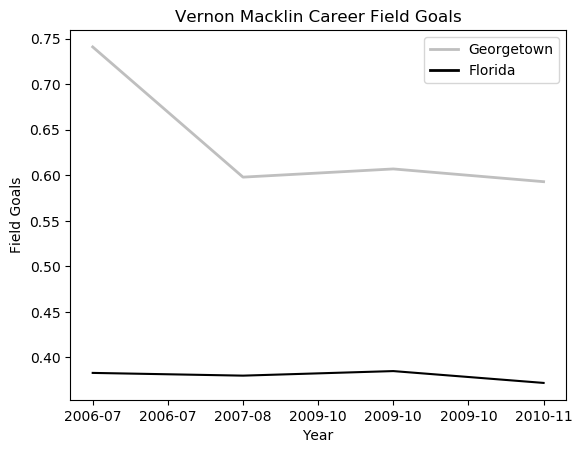 Vernon Macklin Career Field Goals
Georgetown
Florida
0.75
0.70
0.65
0.60
0.55
0.50
0.45
0.40
Field Goals
2006-07 2006-07 2007-08 2009-10 2009-10 2009-10 2010-11
Year